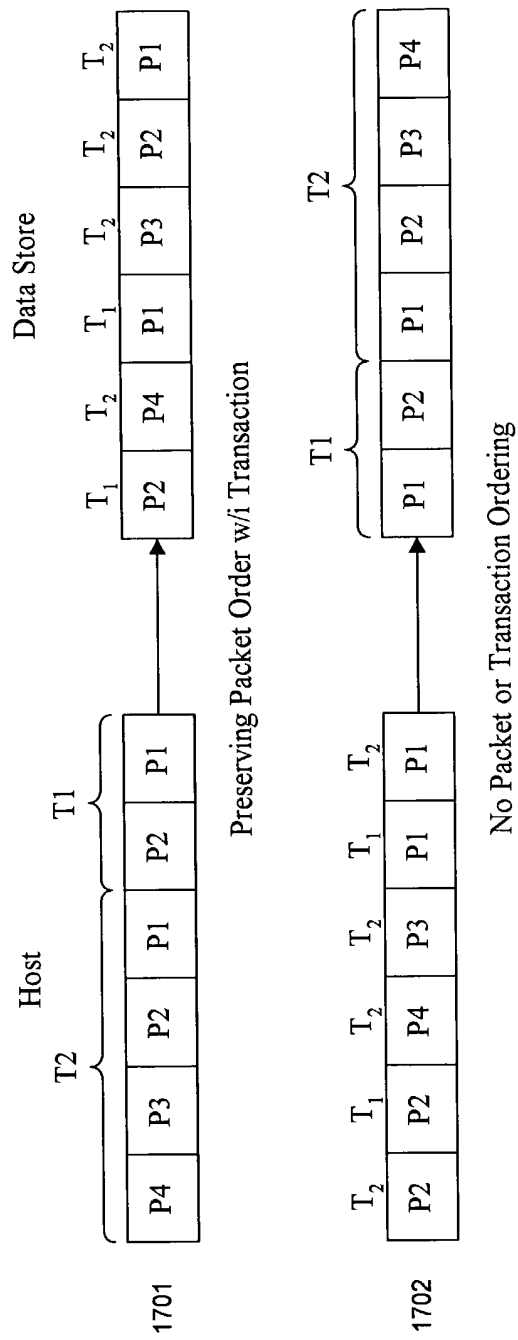 Host
Data Store
T2
T1
T1 T2 T1 T2 T2 T2
1701
P4 P3 P2 P1 P2 P1
P2 P4 P1 P3 P2 P1
Preserving Packet Order w/i Transaction
T2 T1 T2 T2 T1 T2
T1
T2
1702
P2 P2 P4 P3 P1 P1
P1 P2 P1 P2 P3 P4
No Packet or Transaction Ordering